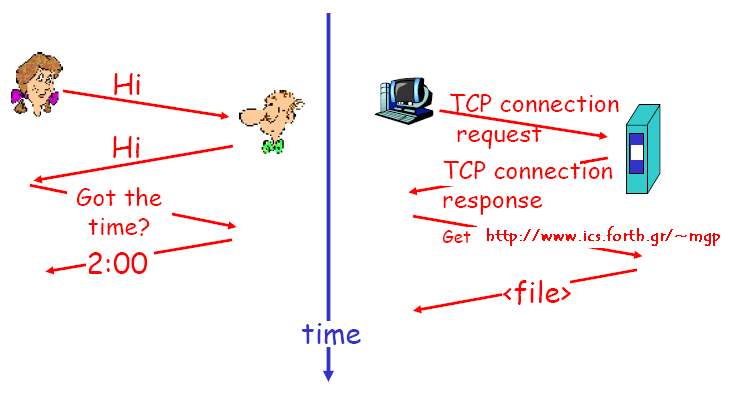 Hi
Hi
Got the
time?
2:00
time
TCP connection
request
TCP connection
response
Get http://www.ics.forth.gr/~mgp
<file>